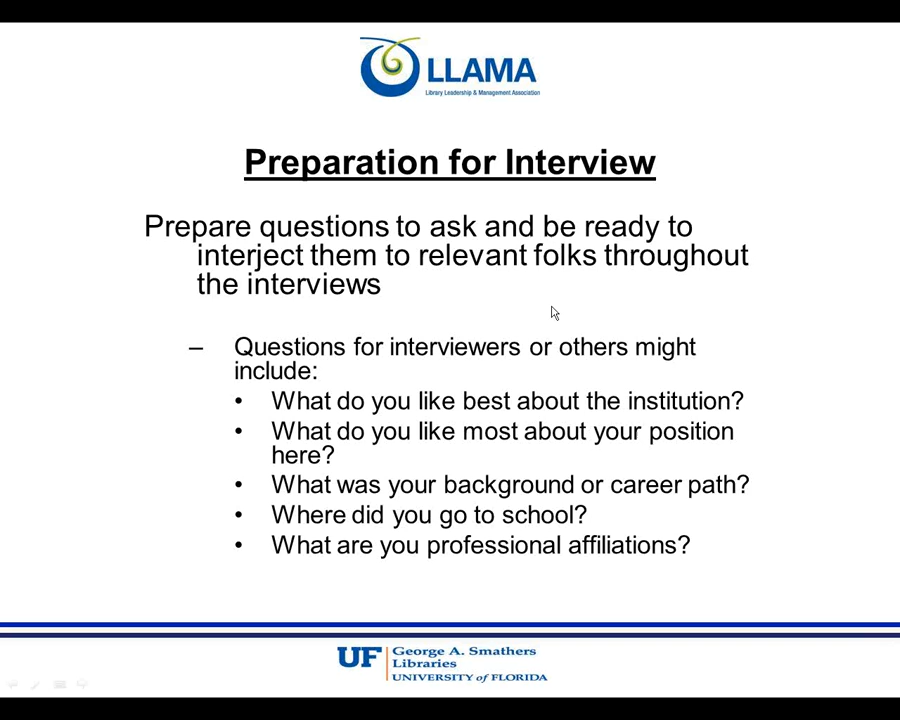 LLAMA
Library Leadership & Management Association
Preparation for Interview
Prepare questions to ask and be ready to
interject them to relevant folks throughout
the interviews
– Questions for interviewers or others might
include:
• What do you like best about the institution?
• What do you like most about your position
here?
• What was your background or career path?
• Where did you go to school?
• What are you professional affiliations?
UF George A. Smathers
Libraries
UNIVERSITY of FLORIDA